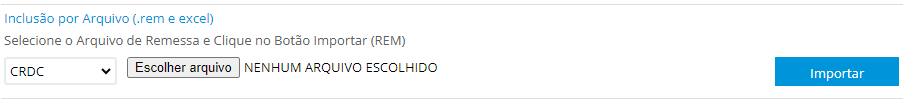 Inclusão por Arquivo (.rem e excel)
Selecione o Arquivo de Remessa e Clique no Botão Importar (REM)
CRDC Escolher arquivo NENHUM ARQUIVO ESCOLHIDO Importar